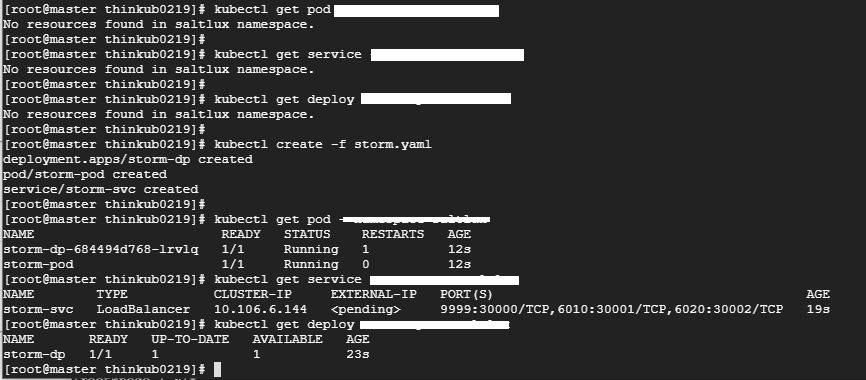 [root@master thinkub0219]# kubectl get pod
No resources found in saltlux namespace.
[root@master thinkub0219]#
[root@master thinkub0219]# kubectl get service
No resources found in saltlux namespace.
[root@master thinkub0219]#
[root@master thinkub0219]# kubectl get deploy
No resources found in saltlux namespace.
[root@master thinkub0219]#
[root@master thinkub0219]# kubectl create -f storm.yaml
deployment.apps/storm-dp created
pod/storm-pod created
service/storm-svc created
[root@master thinkub0219]#
[root@master thinkub0219]# kubectl get pod
NAME READY STATUS RESTARTS AGE
storm-dp-684494d768-lrvlq 1/1 Running 1 12s
storm-pod 1/1 Running 0 12s
[root@master thinkub0219]# kubectl get service
NAME TYPE CLUSTER-IP EXTERNAL-IP PORT(S) AGE
storm-svc LoadBalancer 10.106.6.144 <pending> 9999:30000/TCP,6010:30001/TCP,6020:30002/TCP 19s
[root@master thinkub0219]# kubectl get deploy
NAME READY UP-TO-DATE AVAILABLE AGE
storm-dp 1/1 1 1 23s
[root@master thinkub0219]#